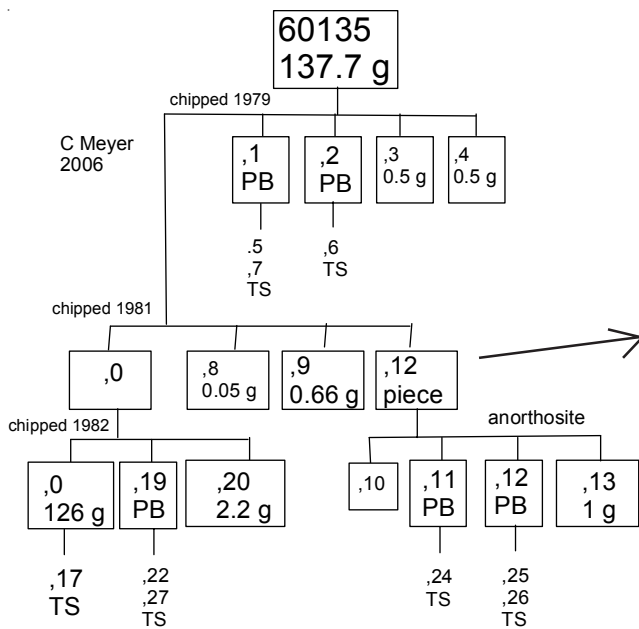 60135
137.7 g
chipped 1979
C Meyer
2006
,1
PB
,2
PB
,3
0.5 g
,4
0.5 g
.5
,7
TS
,6
TS
chipped 1981
,0
,8
0.05 g
,9
0.66 g
,12
piece
chipped 1982
anorthosite
,0
126 g
,19
PB
,20
2.2 g
,10
,11
PB
,12
PB
,13
1 g
,17
TS
,22
,27
TS
,24
TS
,25
,26
TS